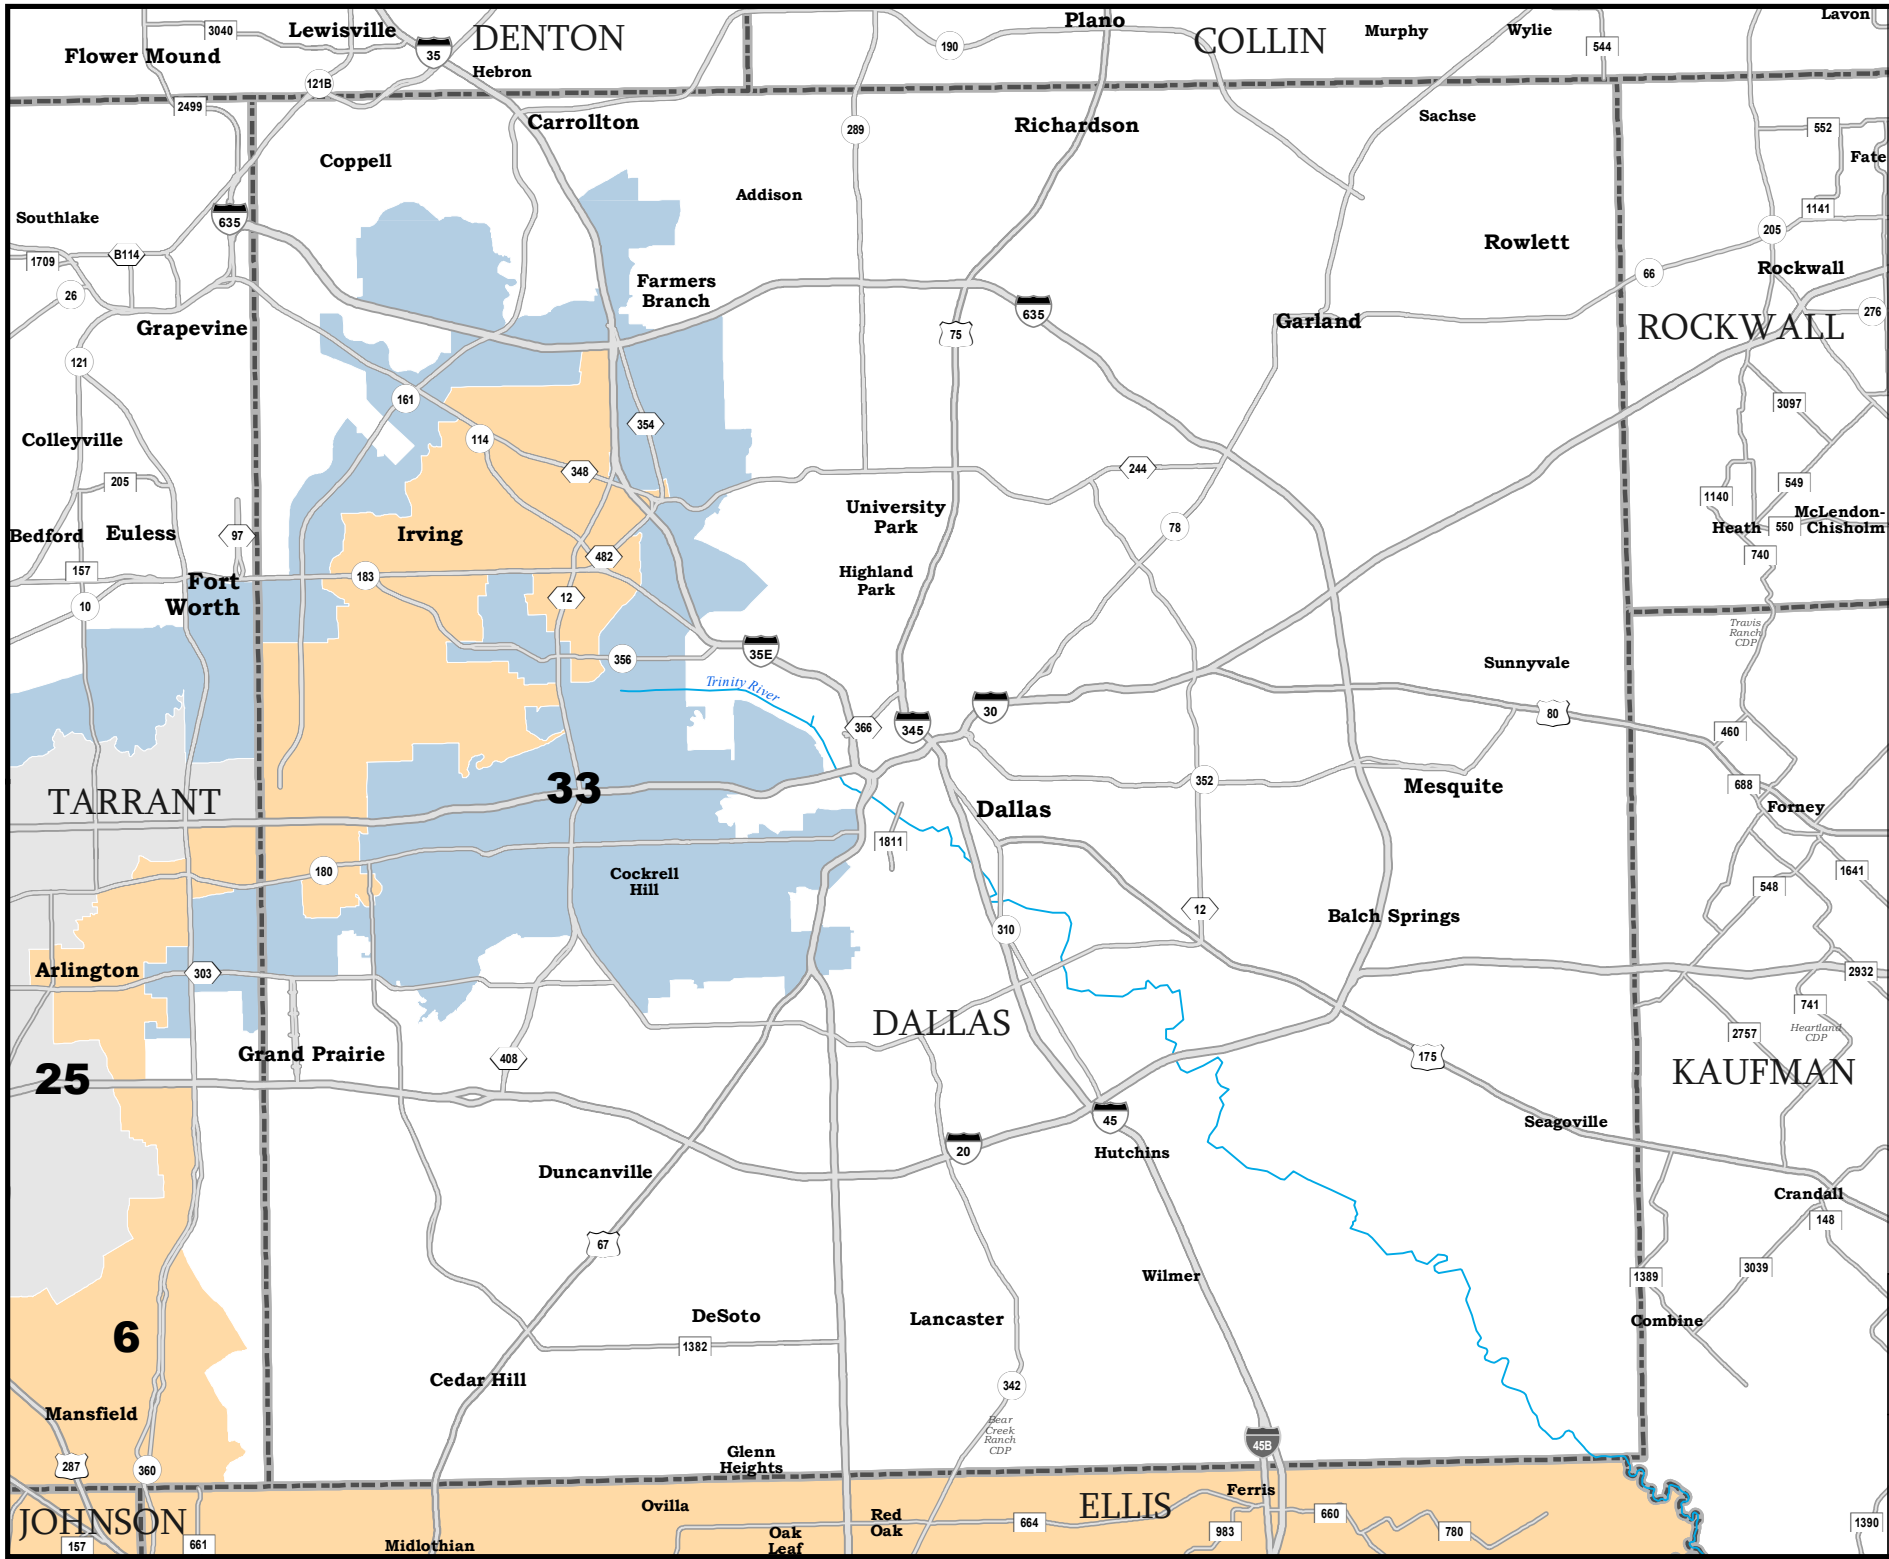 Lavon
Plano
3040
Lewisville
DENTON
COLLIN
Murphy
Wylie
190
544
Flower Mound
35
Hebron
121B
2499
Carrollton
289
Richardson
Sachse
552
Coppell
Fate
Addison
1141
Southlake
635
205
1709
B114
Rowlett
66
Rockwall
26
Farmers
Branch
635
276
Grapevine
75
Garland
ROCKWALL
121
161
3097
354
Colleyville
114
348
244
205
549
1140
University
Park
McLendon-
Chisholm
Bedford
Euless
97
Irving
78
Heath
550
482
740
157
183
Highland
Park
Fort
Worth
10
12
Travis
Ranch
CDP
356
35E
Sunnyvale
Trinity River
30
80
366
345
460
33
352
Mesquite
688
TARRANT
Dallas
Forney
1811
180
Cockrell
Hill
1641
548
12
Balch Springs
310
Arlington
303
2932
741
DALLAS
2757
Heartland
CDP
Grand Prairie
408
175
25
KAUFMAN
45
Seagoville
20
Hutchins
Duncanville
Crandall
148
67
3039
Wilmer
1389
DeSoto
Lancaster
Combine
6
1382
Cedar Hill
342
Mansfield
Bear
Creek
Ranch
CDP
45B
Glenn
Heights
287
360
Ferris
JOHNSON
Ovilla
Red
Oak
ELLIS
664
660
1390
983
780
157
661
Midlothian
Oak
Leaf